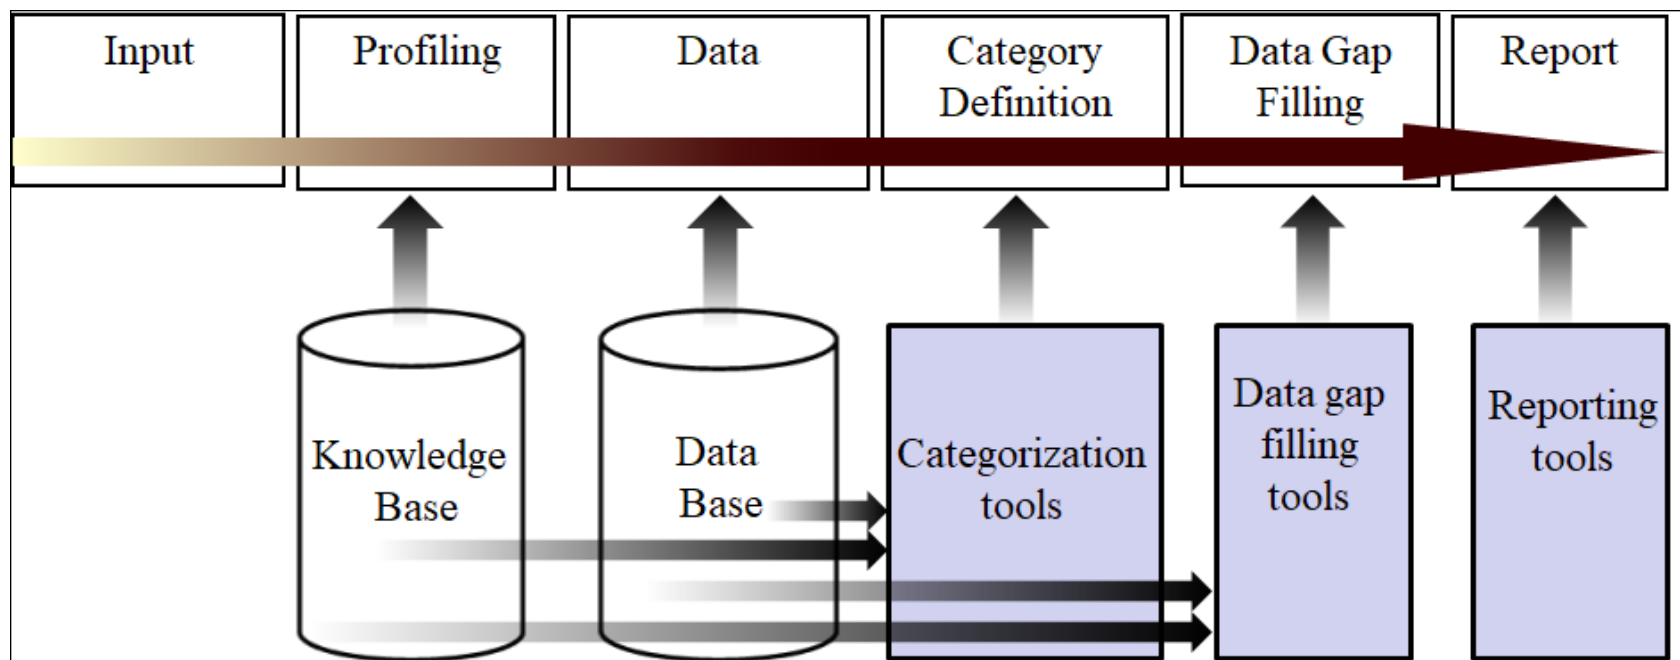 Input
Profiling
Data
Category
Definition
Data Gap
Filling
Report
Knowledge
Base
Data
Base
Categorization
tools
Data gap
filling
tools
Reporting
tools